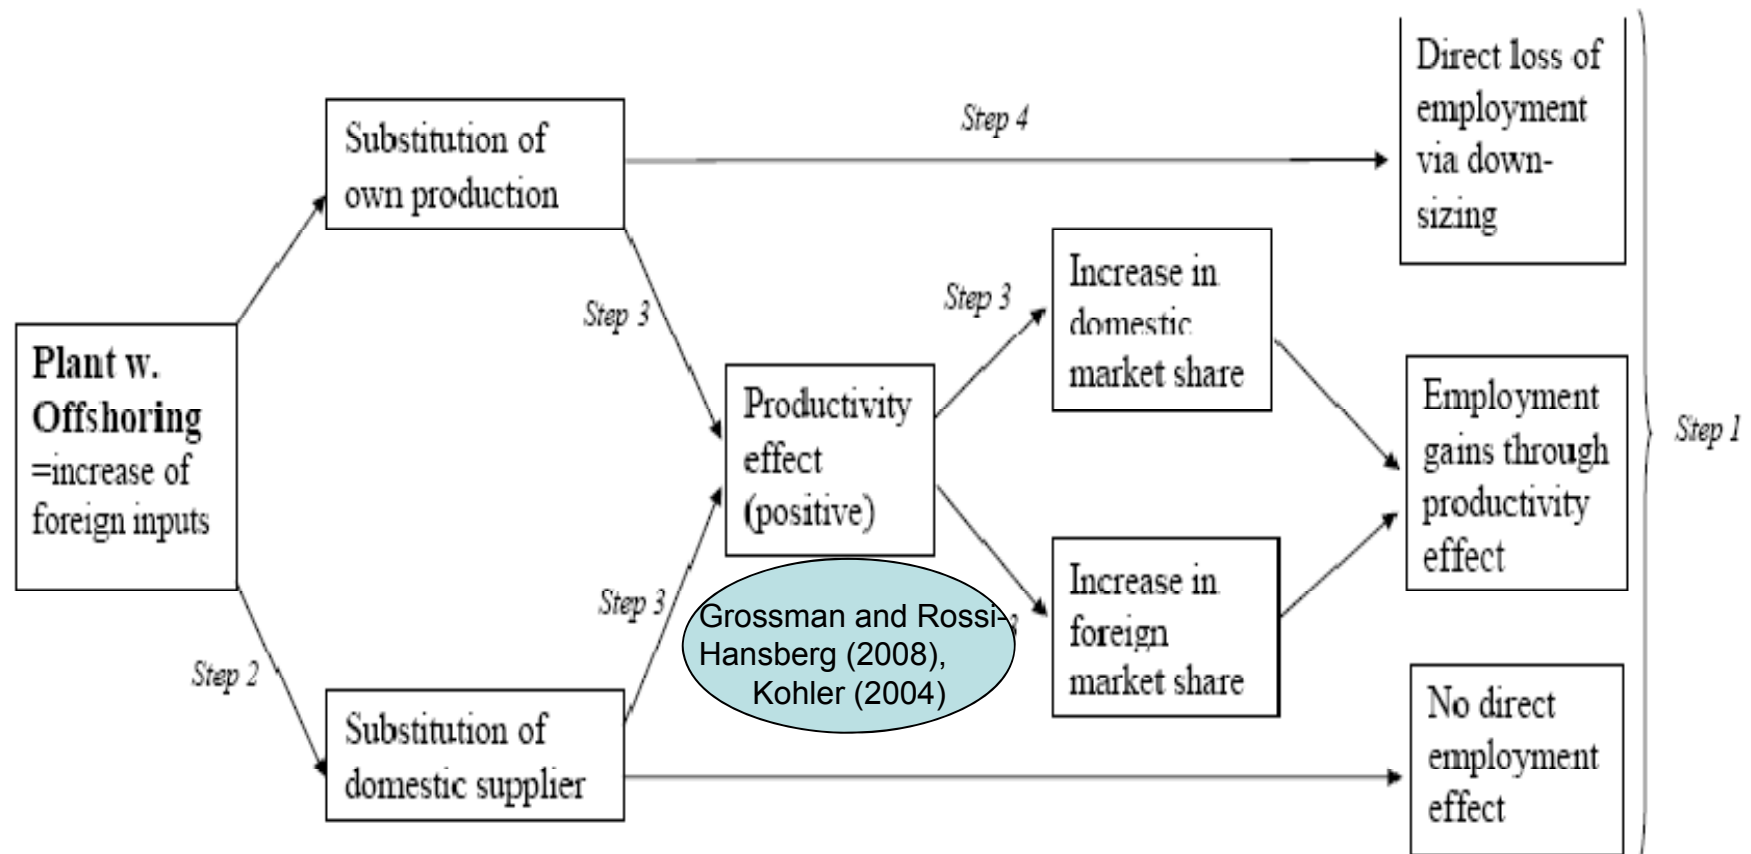 Direct loss of
employment
via down-
sizing
Step 4
Substitution of
own production
Step 3
Step 3
Increase in
domestic
market share
Plant w.
Offshoring
=increase of
foreign inputs
Productivity
effect
(positive)
Employment
gains through
productivity
effect
Step 1
Step 3
Grossman and Rossi-
Hansberg (2008),
Kohler (2004)
Increase in
foreign
market share
Step 2
Substitution of
domestic supplier
No direct
employment
effect